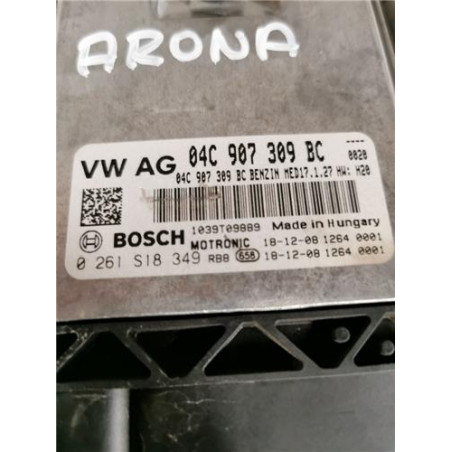 ARONA
VW AG 04C 907 309 BC ---- 0020
04C 907 309 BC BENZIN MED17.1.27 HW: H20
BOSCH 1039T09889 Made in Hungary
MOTRONIC 18-12-08 1264 0001
0 261 S18 349 RBB 658 18-12-08 1264 0001